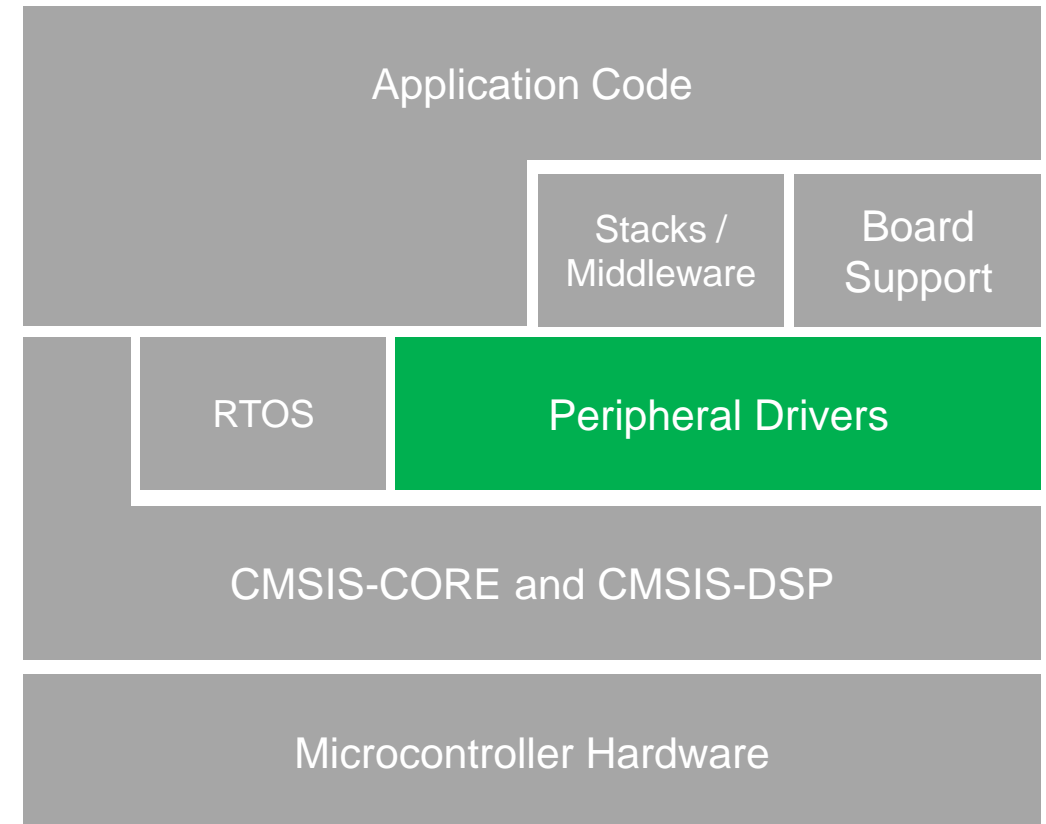 Application Code
Stacks /
Middleware
Board
Support
RTOS
Peripheral Drivers
CMSIS-CORE and CMSIS-DSP
Microcontroller Hardware